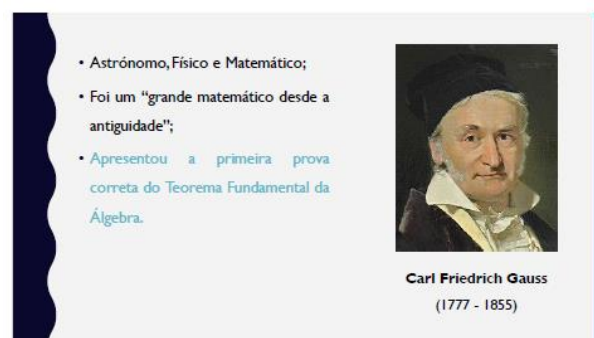 • Astrónomo, Físico e Matemático;
• Foi um “grande matemático desde a
antiguidade”;
• Apresentou a primeira prova
correta do Teorema Fundamental da
Álgebra.
Carl Friedrich Gauss
(1777 - 1855)